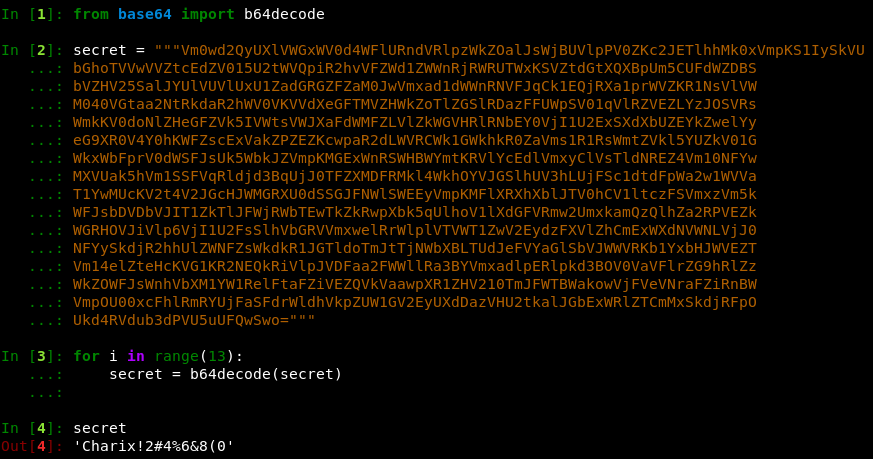 In [1]: from base64 import b64decode
In [2]: secret = """Vm0wd2QyUXlVWGxWV0d4WFlURndVRlpzWkZOalJsWjBUVlpPV0ZKc2JETlhhMk0xVmpKS1IySkVU
...: bGhoTVVwVVZtcEdZV015U2tWVQpiR2hvVFZWd1ZWWnRjRWRUTWxKSVZtdGtXQXBpUm5CUFdWZDBS
...: bVZHV25SalJYUlVUVlUxU1ZadGRGZFZaM0JwVmxad1dWWnRNVFJqQck1EQjRXa1prWVZKR1NsVlVW
...: M040VGtaa2NtRkdaR2hWV0VKVVdXeGFTMVZHWkZoTlZGSlRDazFFUWpSV01qVlRZVEZLYzJOSVRs
...: WmkKV0doNlZHeGFZVk5IVWtsVWJXaFdWMFZLVlZkWGVHRlRNbEY0VjI1U2ExSXdXbUZEYkZwelYy
...: eG9XR0V4Y0hKWFZscExVakZPZEZKcwpaR2dLWVRCWk1GWkhkR0ZaVms1R1RsWmtZVkl5YUZkV01G
...: WkxWbFprV0dWSFJsUk5WbkJZVmpKMGExWnRSWHBWYmtKRVlYcEdlVmxyClVsTldNREZ4Vm10NFYw
...: MXVUak5hVm1SSFVqRldjd3BqUjJ0TFZXMDFRMkl4WkhOYVJGSlhUV3hLUjFSc1dtdFpWa2w1WVVa
...: T1YwMUcKV2t4V2JGcHJWMGRXU0dSSGJFNWlSWEEyVmpKMFlXRXhXblJTV0hCV1ltczFSVmxzVm5k
...: WFJsbDVDbVJIT1ZkTlJFWjRWbTEwTkZkRwpXbk5qUlhoV1lXdGFVRmw2UmxkamQzQlhZa2RPVEZk
...: WGRHOVJiVlp6VjI1U2FsSlhVbGRVVmxwelRrWlplVTVWT1ZwV2EydzFXVlZhCmExWXdNVWNLVjJ0
...: NFYySkdjR2hhUlZWNFZsWkdkR1JGTldoTmJtTjNWbXBLTUdJeFVYaGlSbVJWWVRKb1YxbHJWVEZT
...: Vm14elZteHcKVG1KR2NEQkRiVlpJVDFaa2FWWllRa3BYVmxadlpERlpkd3BOV0VaVFlrZG9hRlZz
...: WkZOWFJsWnhVbXM1YW1RelFtaFZiVEZQVkVaawpXR1ZHV210TmJFWTBWakowVjFVeVNraFZiRnBW
...: VmpOU00xcFhlRmRYUjFaSFdrWldhVkpZUW1GV2EyUXdDazVHU2tkalJGbExWRlZTCmMxSkdjRFpO
...: Ukd4RVdub3dPVU5uUFQwSwo="""
In [3]: for i in range(13):
...: secret = b64decode(secret)
...:
In [4]: secret
Out[4]: 'Charix!2#4%6&8(0'